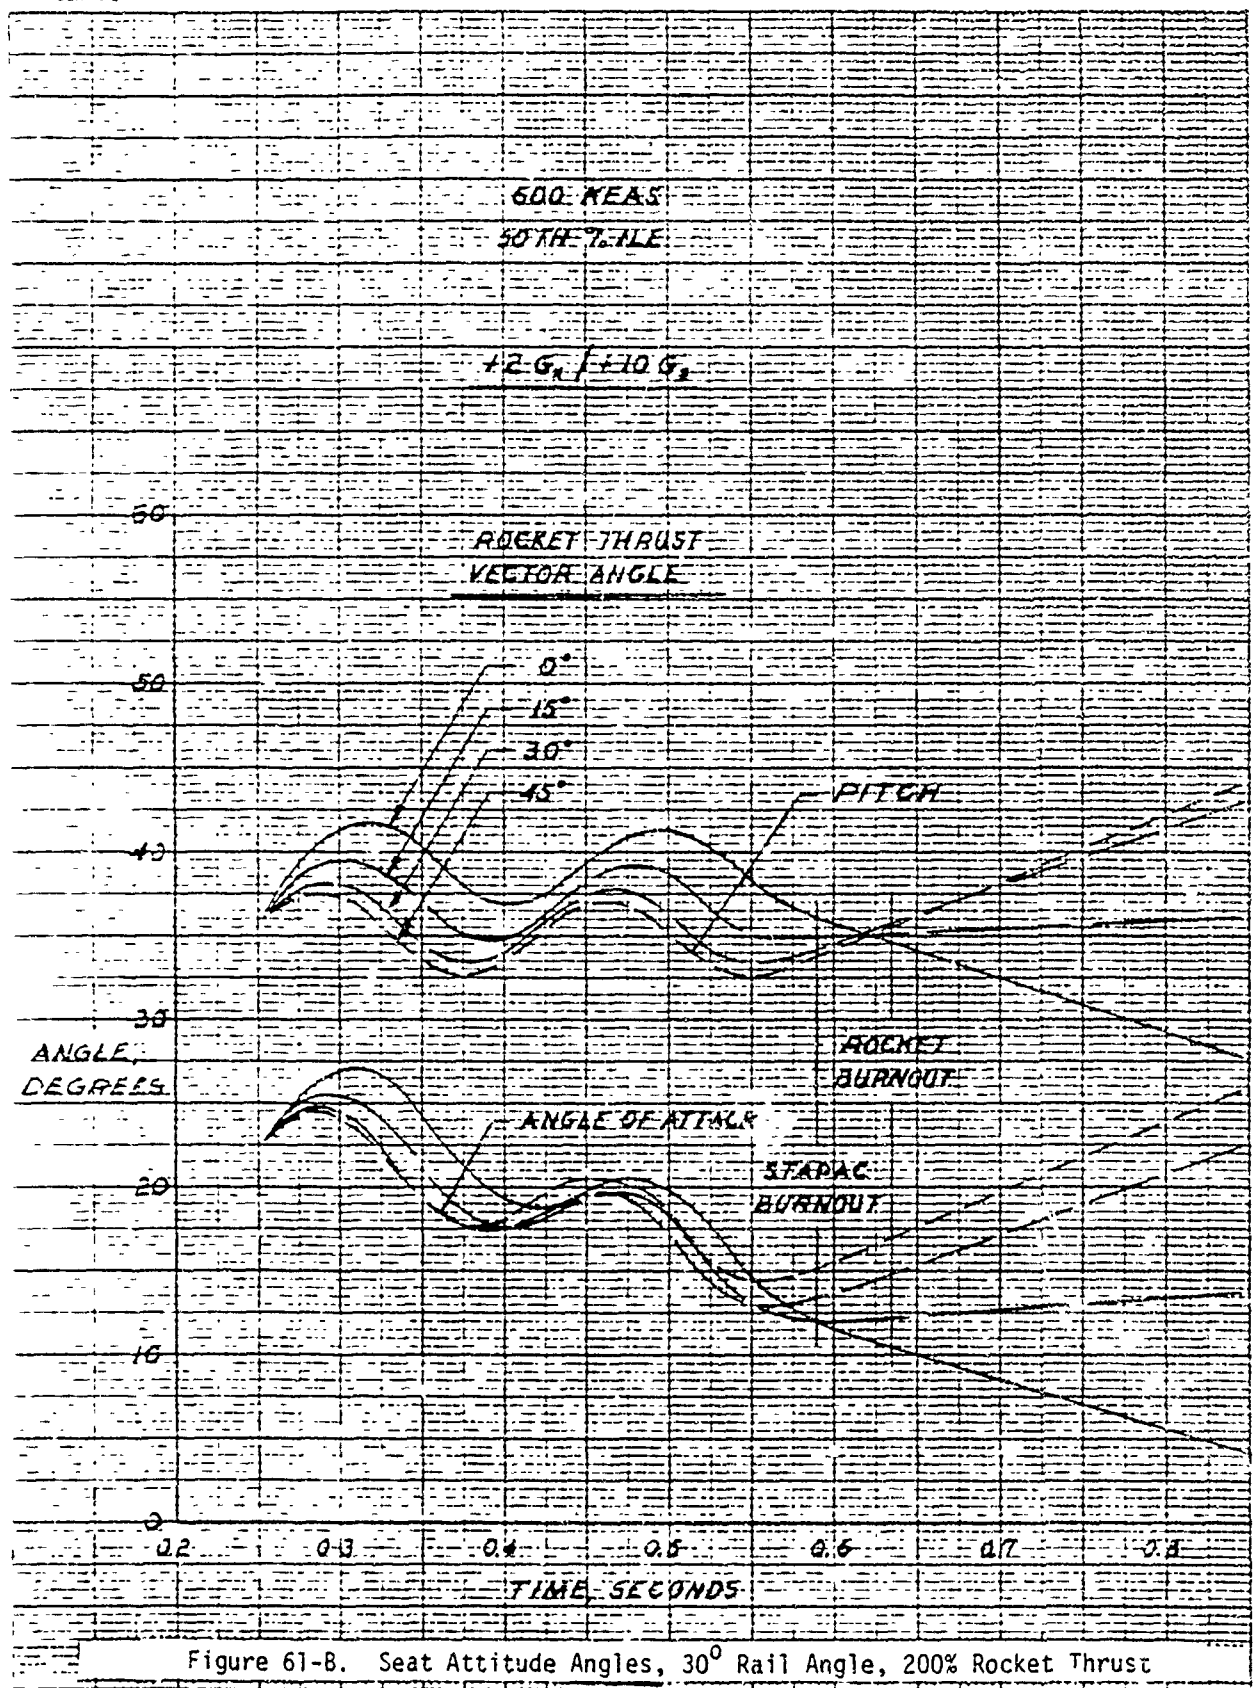 600 KEAS
50TH %ILE
+2 Gx / +10 Gz
60
ROCKET THRUST
VECTOR ANGLE
0°
50
15°
30°
45°
PITCH
40
30
ANGLE,
DEGREES
ROCKET
BURNOUT
ANGLE OF ATTACK
20
STAPAC
BURNOUT
10
0
0.2 0.3 0.4 0.5 0.6 0.7 0.8
TIME, SECONDS
Figure 61-B. Seat Attitude Angles, 30⁰ Rail Angle, 200% Rocket Thrust